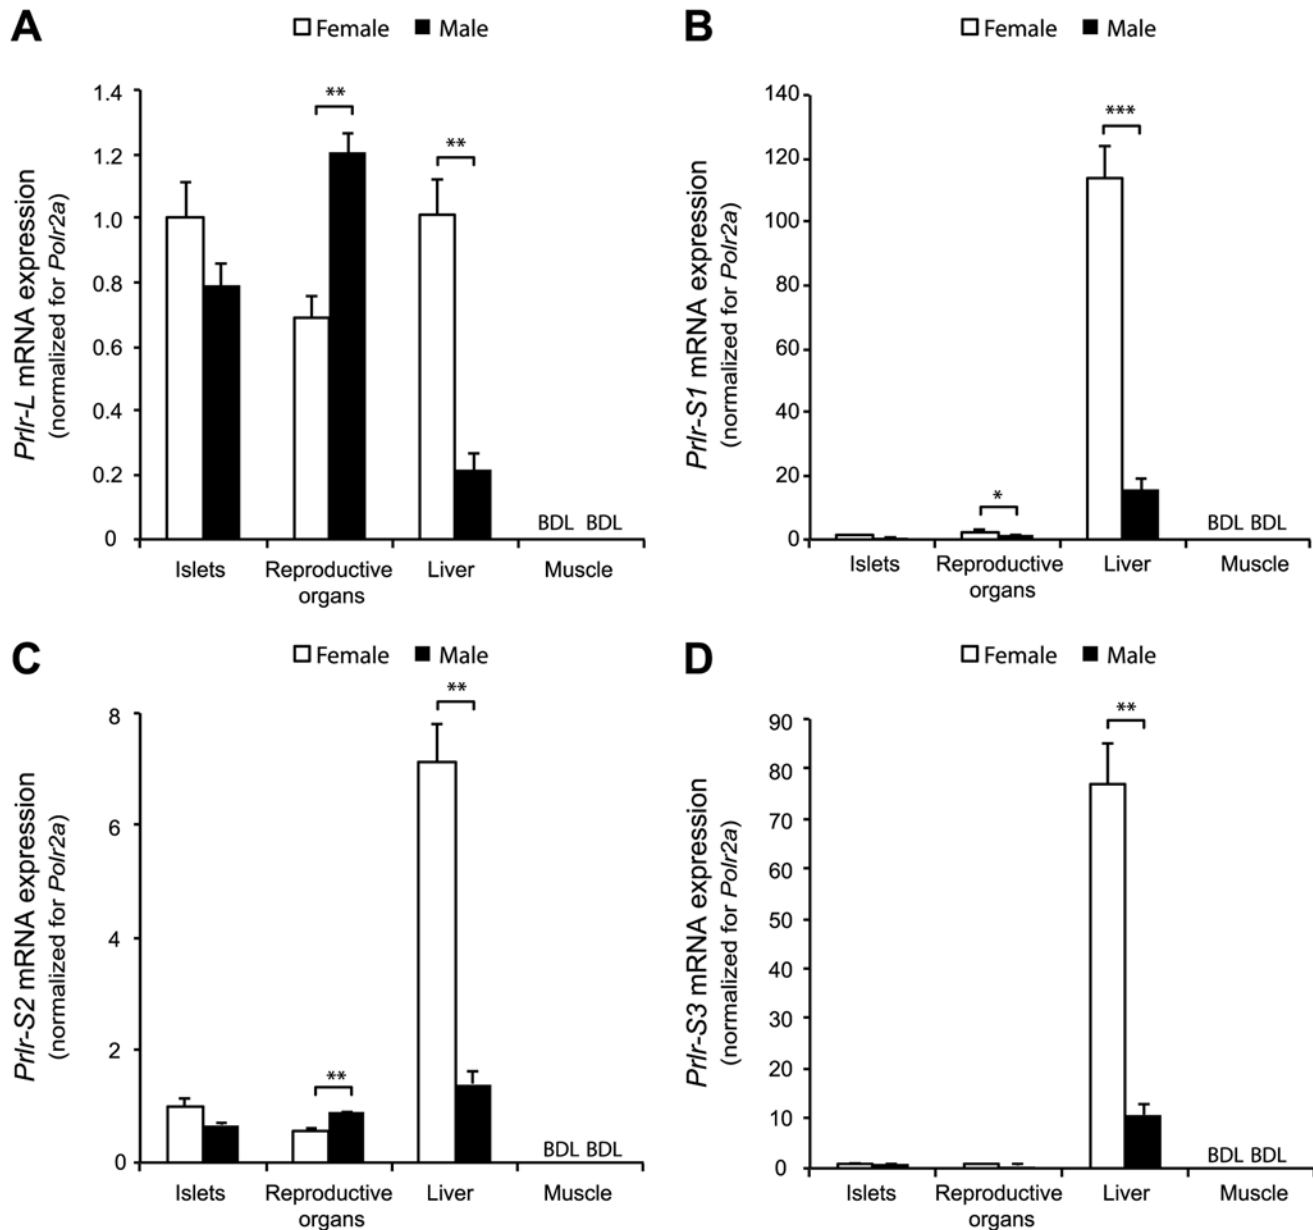 A
Female Male
Prlr-L mRNA expression
(normalized for Polr2a)
1.4
1.2
1.0
0.8
0.6
0.4
0.2
0
**
**
BDL BDL
Islets Reproductive organs Liver Muscle
B
Female Male
Prlr-S1 mRNA expression
(normalized for Polr2a)
140
120
100
80
60
40
20
0
*
***
BDL BDL
Islets Reproductive organs Liver Muscle
C
Female Male
Prlr-S2 mRNA expression
(normalized for Polr2a)
8
6
4
2
0
**
**
BDL BDL
Islets Reproductive organs Liver Muscle
D
Female Male
Prlr-S3 mRNA expression
(normalized for Polr2a)
90
80
70
60
50
40
30
20
10
0
**
BDL BDL
Islets Reproductive organs Liver Muscle